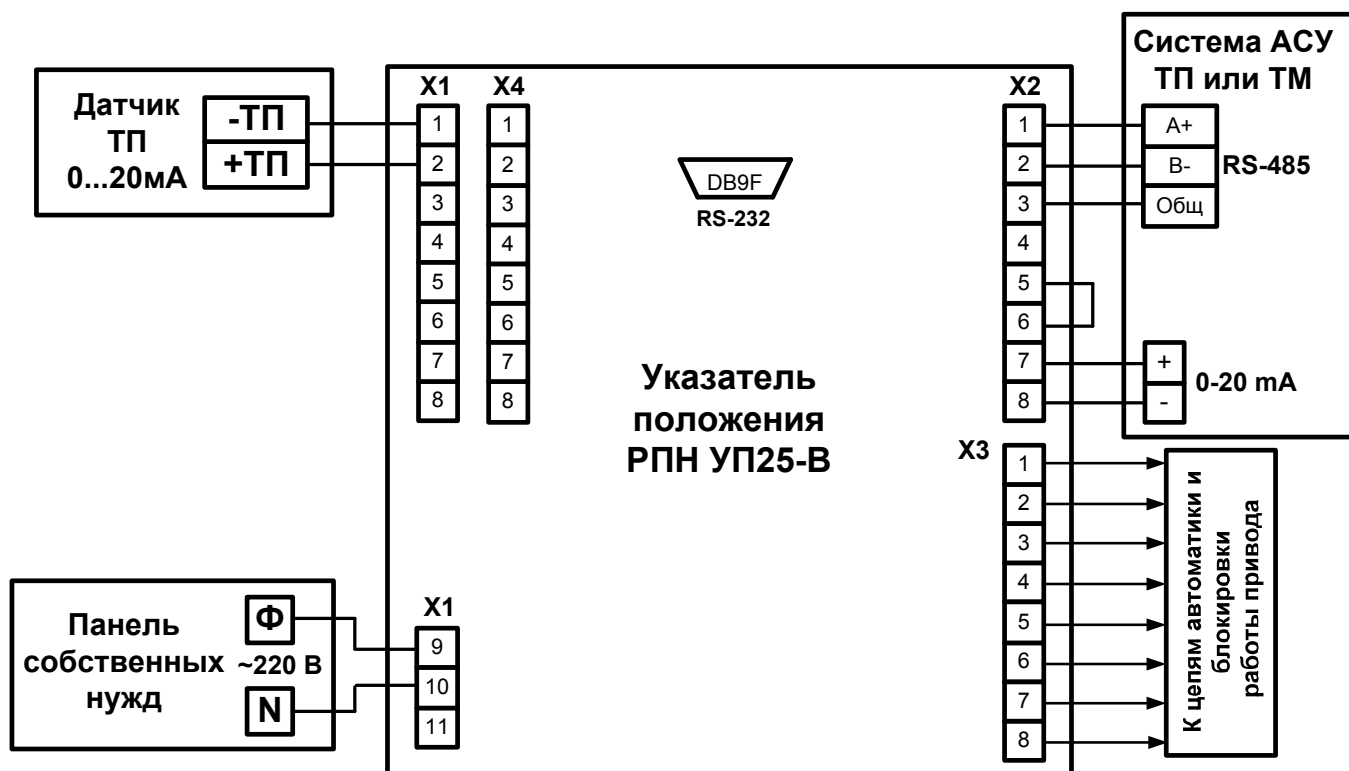 Датчик
ТП
0...20мА
-ТП
+ТП
X1
1
2
3
4
5
6
7
8
X4
1
2
3
4
5
6
7
8
DB9F
RS-232
Указатель
положения
РПН УП25-В
X2
1
2
3
4
5
6
7
8
Система АСУ
ТП или ТМ
A+
B-
Общ
RS-485
+
-
0-20 mA
X3
1
2
3
4
5
6
7
8
К цепям автоматики и
блокировки
работы привода
Панель
собственных
нужд
Ф
~220 В
N
X1
9
10
11